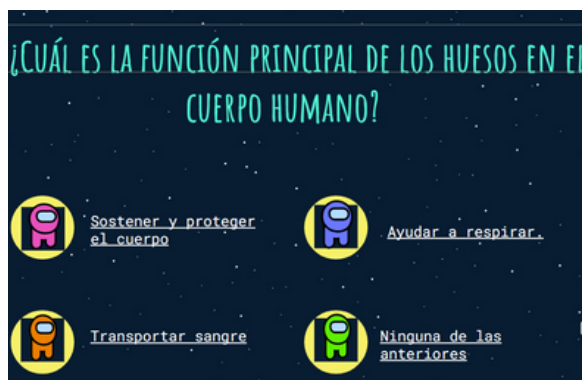 ¿CUÁL ES LA FUNCIÓN PRINCIPAL DE LOS HUESOS EN EL
CUERPO HUMANO?
Sostener y proteger
el cuerpo
Ayudar a respirar.
Transportar sangre
Ninguna de las
anteriores